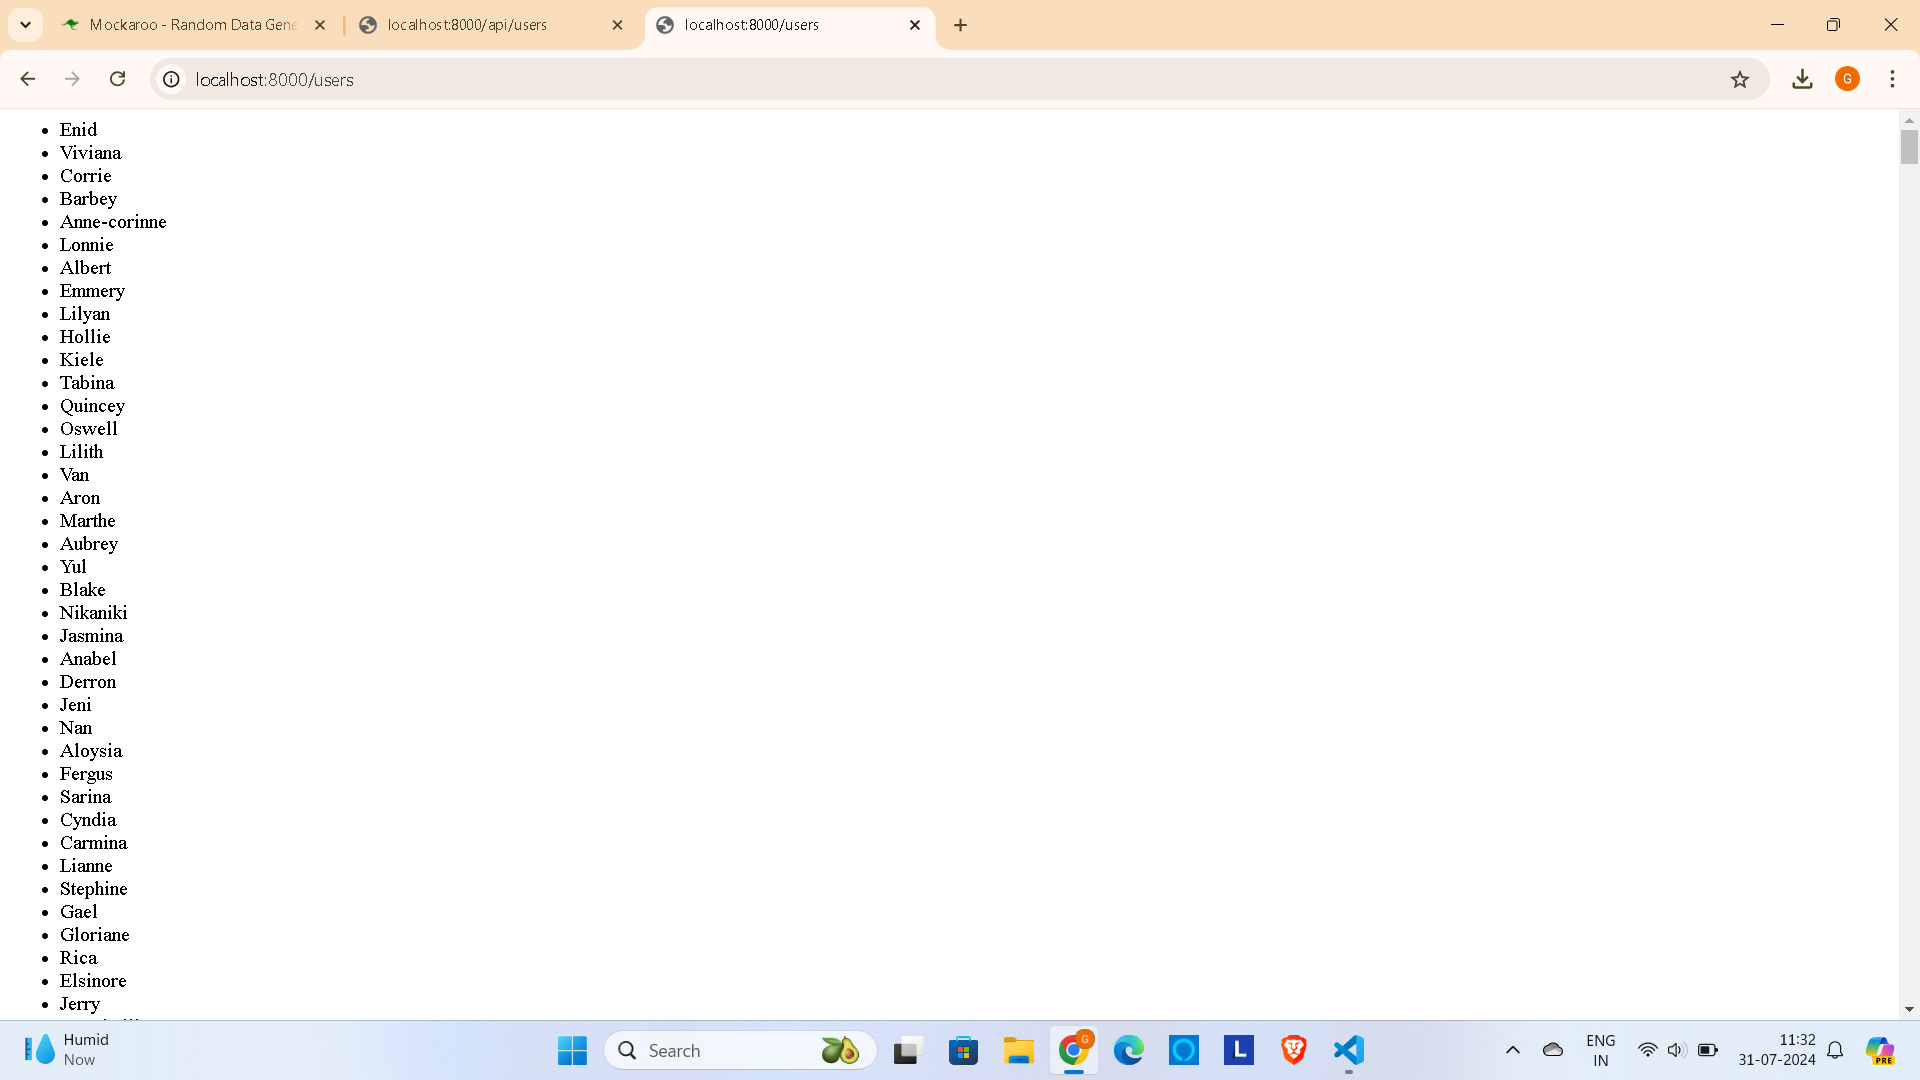 Mockaroo - Random Data Gene
localhost:8000/api/users
localhost:8000/users
localhost:8000/users
G
Enid
Viviana
Corrie
Barbey
Anne-corinne
Lonnie
Albert
Emmery
Lilyan
Hollie
Kiele
Tabina
Quincey
Oswell
Lilith
Van
Aron
Marthe
Aubrey
Yul
Blake
Nikaniki
Jasmina
Anabel
Derron
Jeni
Nan
Aloysia
Fergus
Sarina
Cyndia
Carmina
Lianne
Stephine
Gael
Gloriane
Rica
Elsinore
Jerry
Humid
Now
Search
G
L
ENG
IN
11:32
31-07-2024
PRE